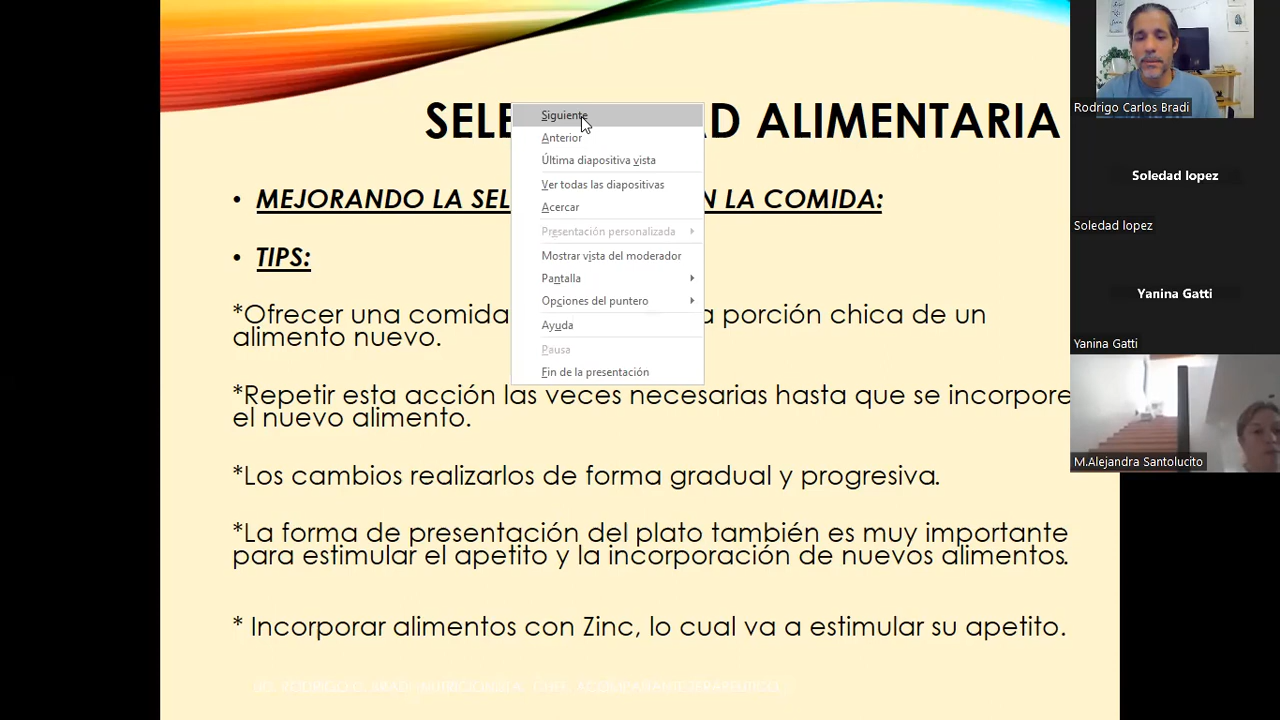 SELE D ALIMENTARIA
• MEJORANDO LA SEL N LA COMIDA:
• TIPS:
*Ofrecer una comida a porción chica de un
alimento nuevo.
*Repetir esta acción las veces necesarias hasta que se incorpore
el nuevo alimento.
*Los cambios realizarlos de forma gradual y progresiva.
*La forma de presentación del plato también es muy importante
para estimular el apetito y la incorporación de nuevos alimentos.
* Incorporar alimentos con Zinc, lo cual va a estimular su apetito.
Siguiente
Anterior
Última diapositiva vista
Ver todas las diapositivas
Acercar
Presentación personalizada
Mostrar vista del moderador
Pantalla
Opciones del puntero
Ayuda
Pausa
Fin de la presentación
Rodrigo Carlos Bradi
Soledad lopez
Soledad lopez
Yanina Gatti
Yanina Gatti
M.Alejandra Santolucito